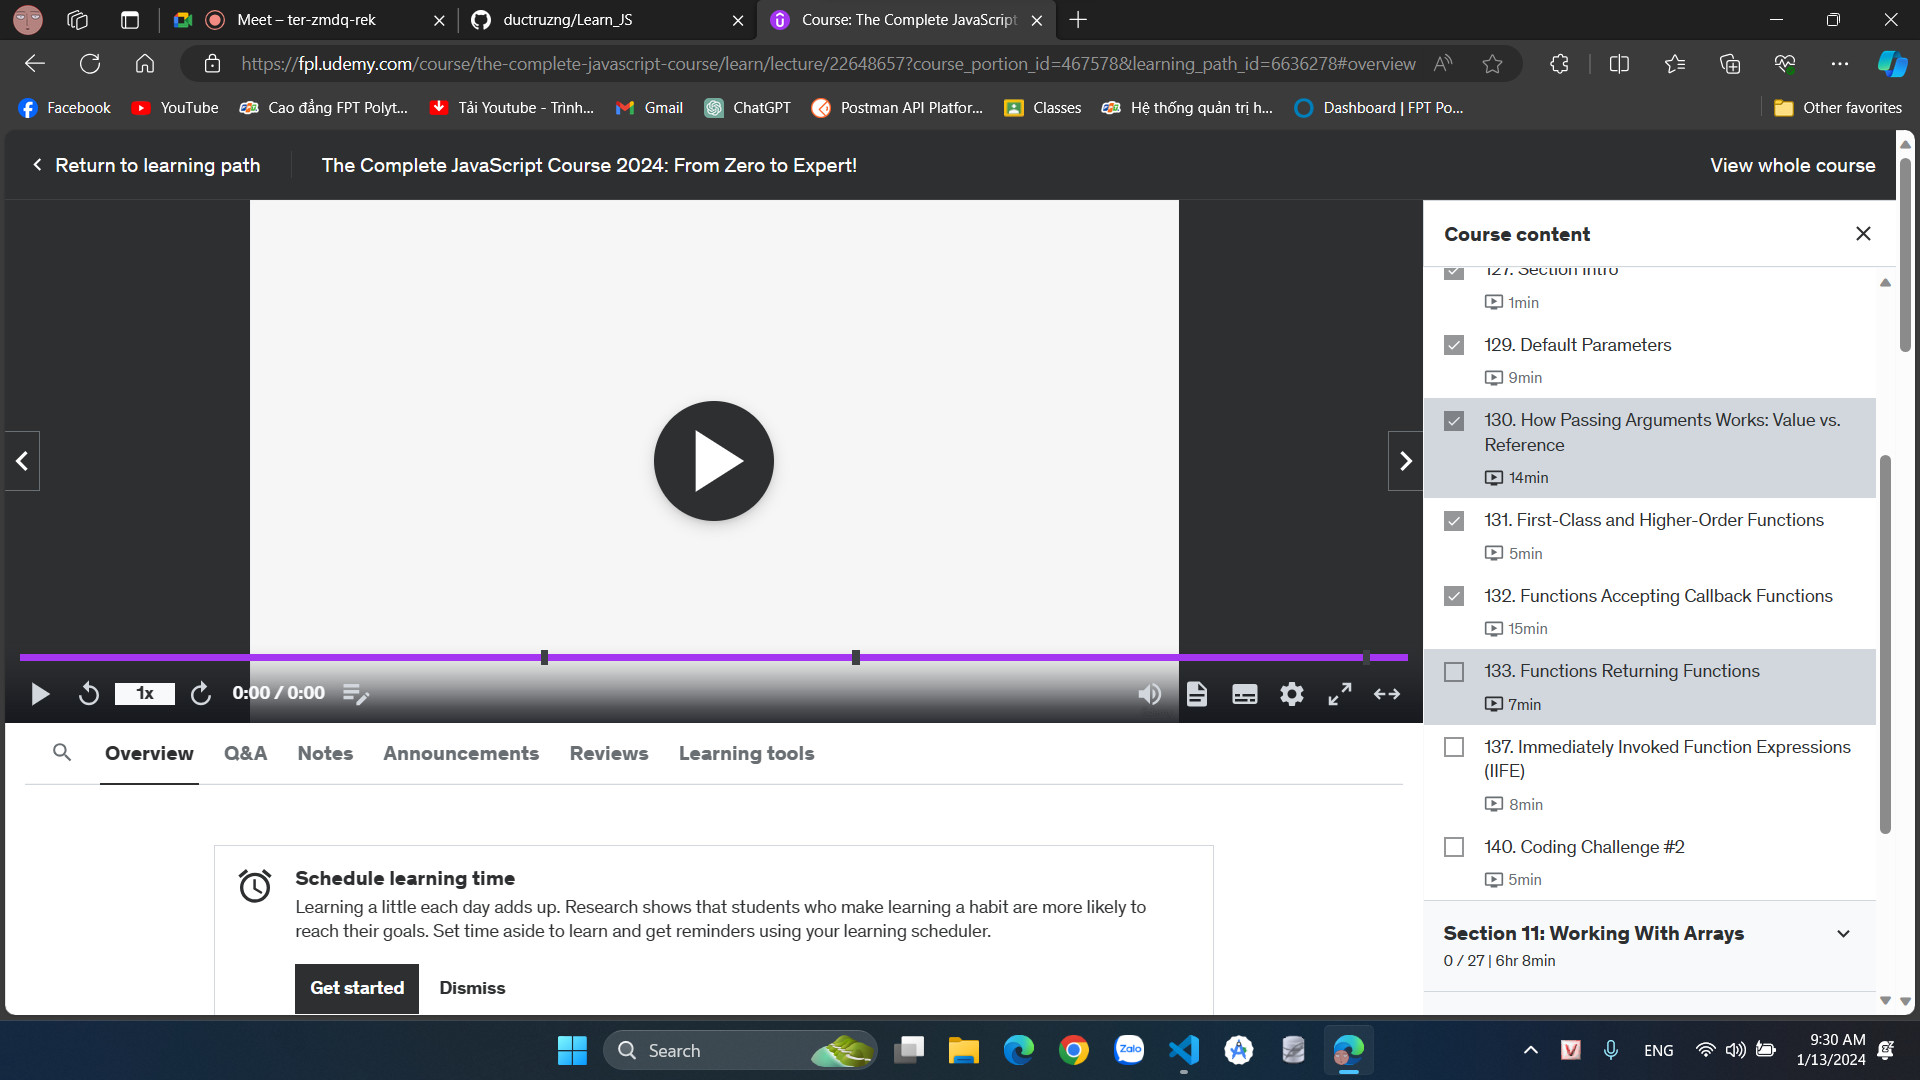 Meet – ter-zmdq-rek
ductruzng/Learn_JS
Course: The Complete JavaScript
https://fpl.udemy.com/course/the-complete-javascript-course/learn/lecture/22648657?course_portion_id=467578&learning_path_id=6636278#overview
Facebook
YouTube
Cao đẳng FPT Polyt...
Tải Youtube - Trình...
Gmail
ChatGPT
Postman API Platfor...
Classes
Hệ thống quản trị h...
Dashboard | FPT Po...
Other favorites
Return to learning path
The Complete JavaScript Course 2024: From Zero to Expert!
View whole course
Course content
127. Section Intro
1min
129. Default Parameters
9min
130. How Passing Arguments Works: Value vs.
Reference
14min
131. First-Class and Higher-Order Functions
5min
132. Functions Accepting Callback Functions
15min
133. Functions Returning Functions
7min
137. Immediately Invoked Function Expressions
(IIFE)
8min
140. Coding Challenge #2
5min
Section 11: Working With Arrays
0 / 27 | 6hr 8min
1x
0:00 / 0:00
Overview
Q&A
Notes
Announcements
Reviews
Learning tools
Schedule learning time
Learning a little each day adds up. Research shows that students who make learning a habit are more likely to
reach their goals. Set time aside to learn and get reminders using your learning scheduler.
Get started
Dismiss
Search
Zalo
ENG
9:30 AM
1/13/2024